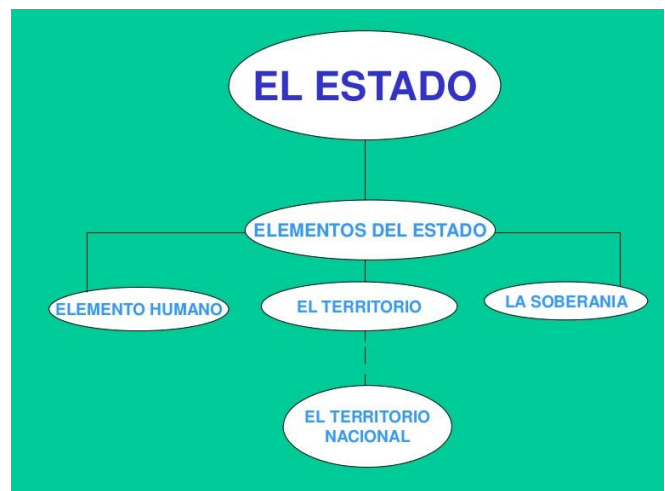 EL ESTADO
ELEMENTOS DEL ESTADO
ELEMENTO HUMANO
EL TERRITORIO
LA SOBERANIA
EL TERRITORIO
NACIONAL